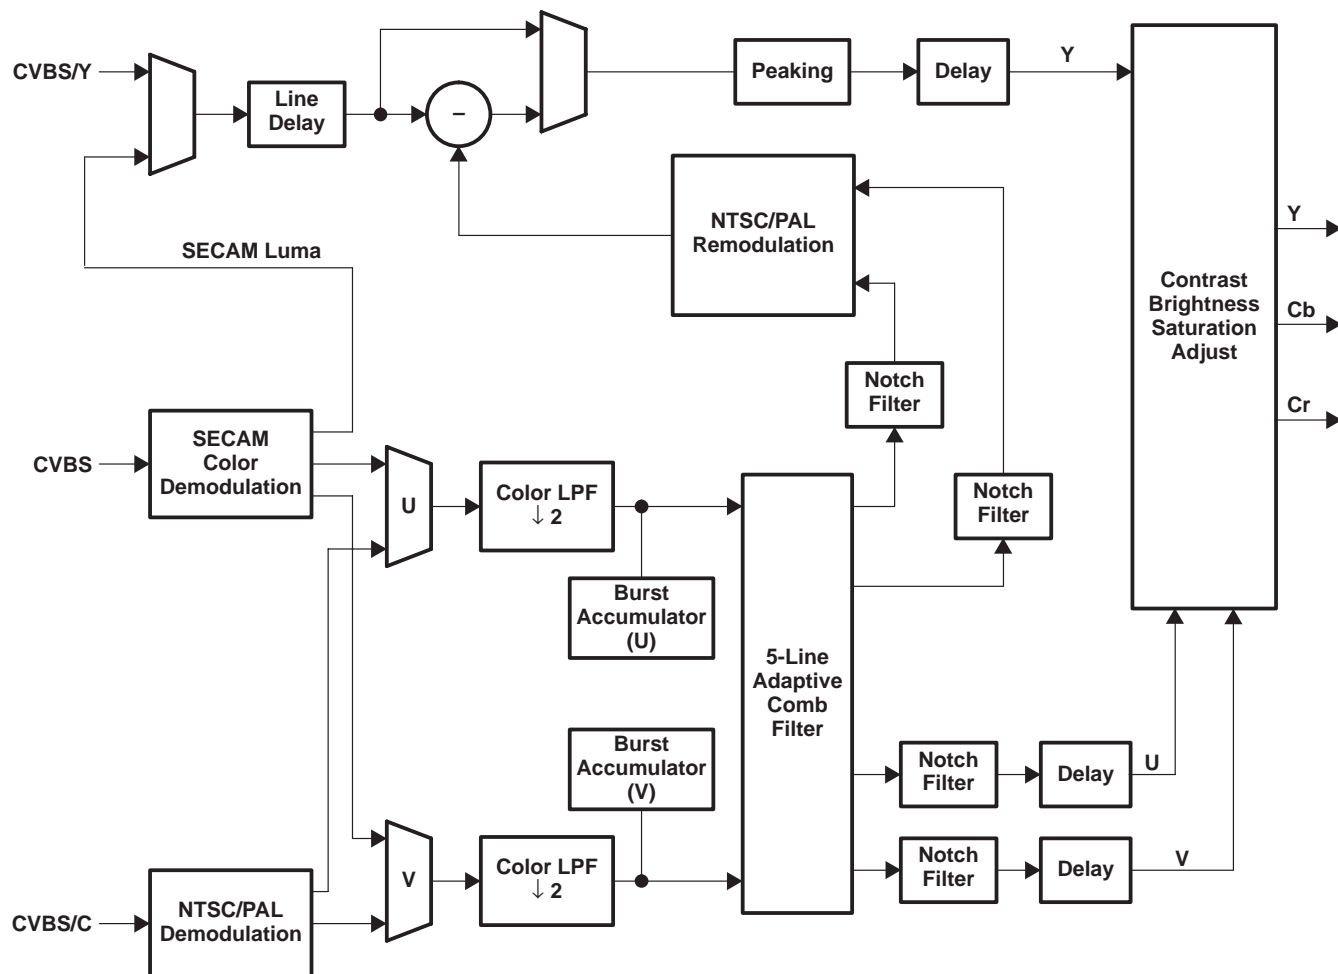 CVBS/Y
Line
Delay
–
Peaking
Delay
Y
NTSC/PAL
Remodulation
SECAM Luma
Contrast
Brightness
Saturation
Adjust
Y
Cb
Cr
Notch
Filter
CVBS
SECAM
Color
Demodulation
U
Color LPF
↓ 2
Notch
Filter
Burst
Accumulator
(U)
5-Line
Adaptive
Comb
Filter
Burst
Accumulator
(V)
Notch
Filter
Delay
U
CVBS/C
NTSC/PAL
Demodulation
V
Color LPF
↓ 2
Notch
Filter
Delay
V